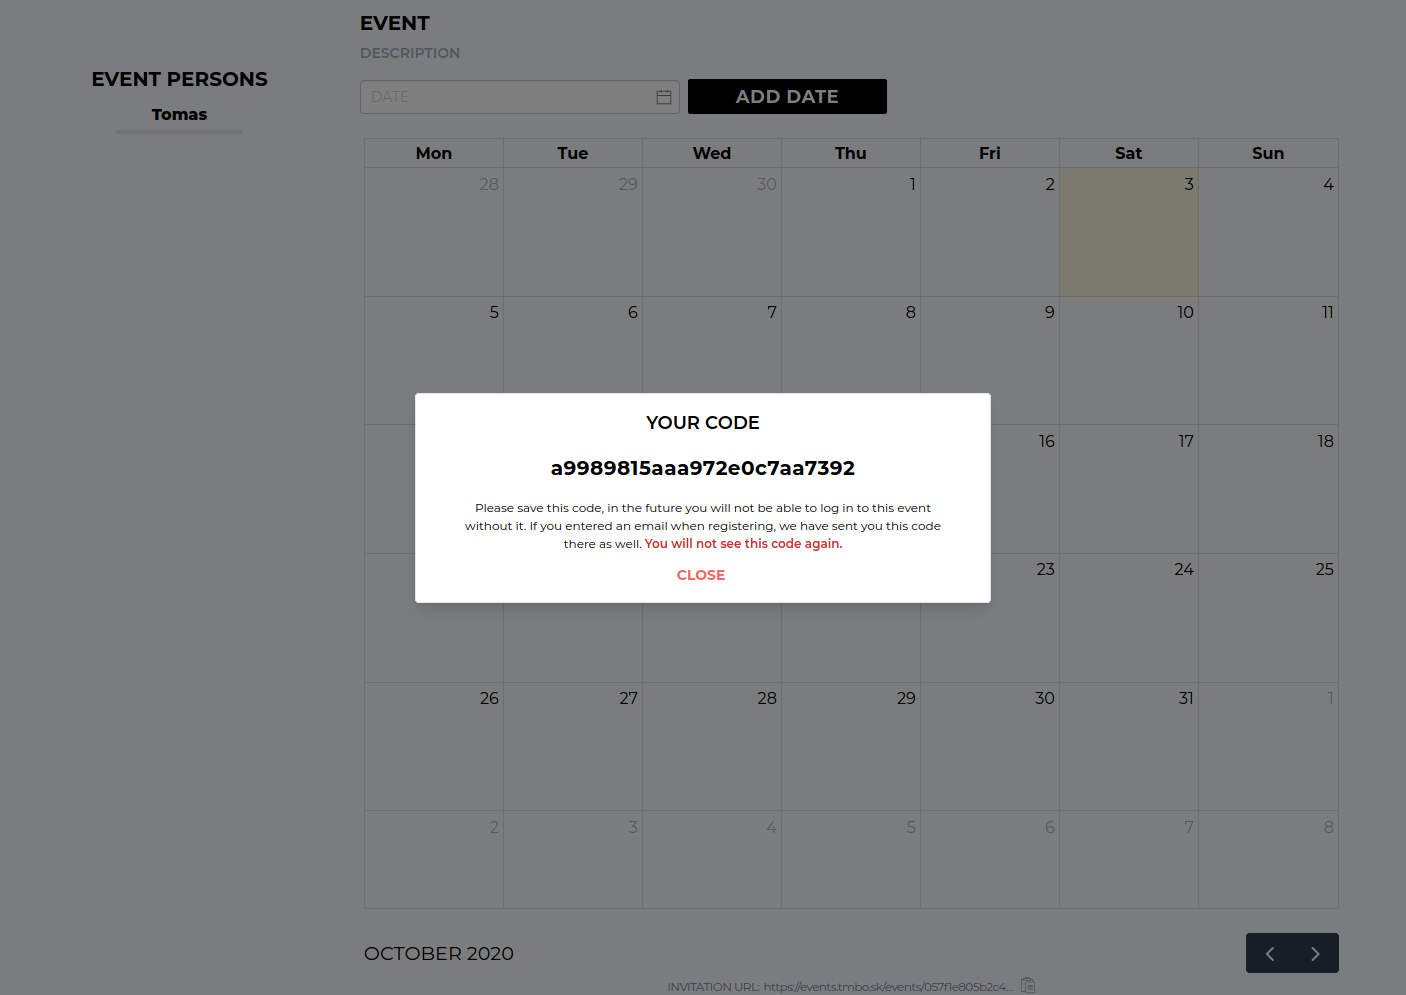 EVENT
DESCRIPTION
EVENT PERSONS
Tomas
DATE
ADD DATE
Mon Tue Wed Thu Fri Sat Sun
28 29 30 1 2 3 4
5 6 7 8 9 10 11
16 17 18
23 24 25
26 27 28 29 30 31 1
2 3 4 5 6 7 8
YOUR CODE
a9989815aaa972e0c7aa7392
Please save this code, in the future you will not be able to log in to this event
without it. If you entered an email when registering, we have sent you this code
there as well. You will not see this code again.
CLOSE
OCTOBER 2020
INVITATION URL: https://events.tmbo.sk/events/057f1e805b2c4...